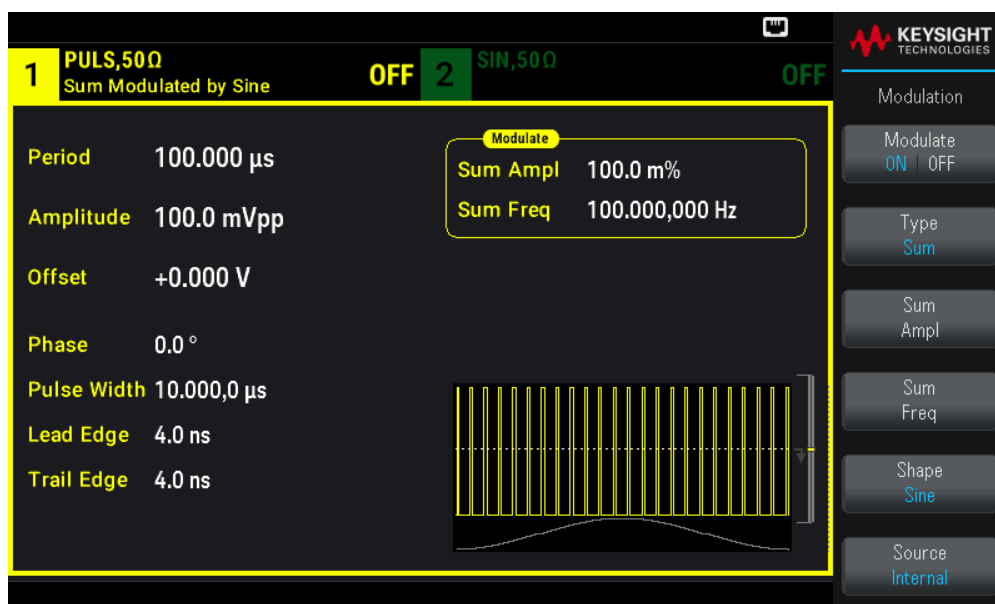 KEYSIGHT
TECHNOLOGIES
1
PULS,50Ω
Sum Modulated by Sine
OFF
2
SIN,50Ω
OFF
Period 100.000 µs
Amplitude 100.0 mVpp
Offset +0.000 V
Phase 0.0 °
Pulse Width 10.000,0 µs
Lead Edge 4.0 ns
Trail Edge 4.0 ns
Modulate
Sum Ampl 100.0 m%
Sum Freq 100.000,000 Hz
Modulation
Modulate
ON | OFF
Type
Sum
Sum
Ampl
Sum
Freq
Shape
Sine
Source
Internal